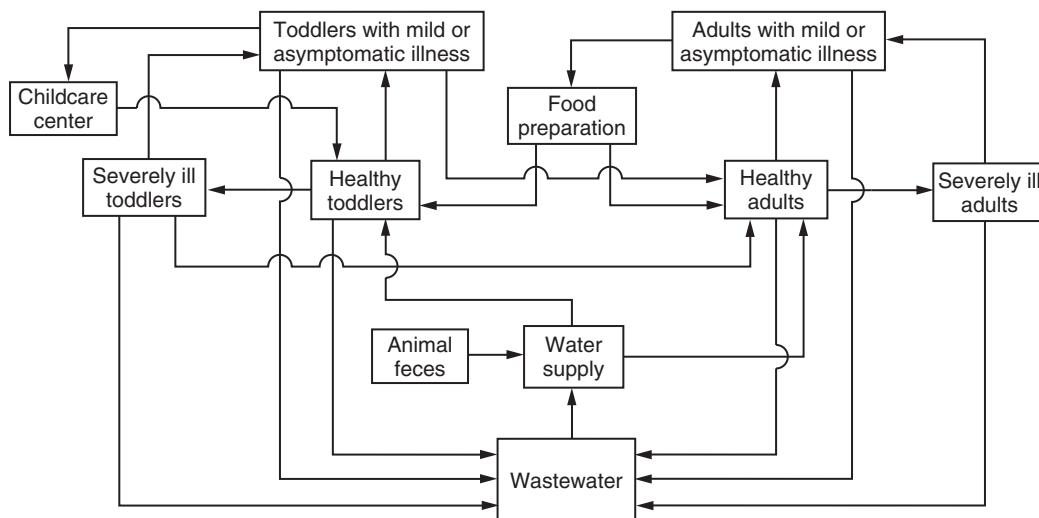 Toddlers with mild or
asymptomatic illness
Adults with mild or
asymptomatic illness
Childcare
center
Food
preparation
Severely ill
toddlers
Healthy
toddlers
Healthy
adults
Severely ill
adults
Animal
feces
Water
supply
Wastewater